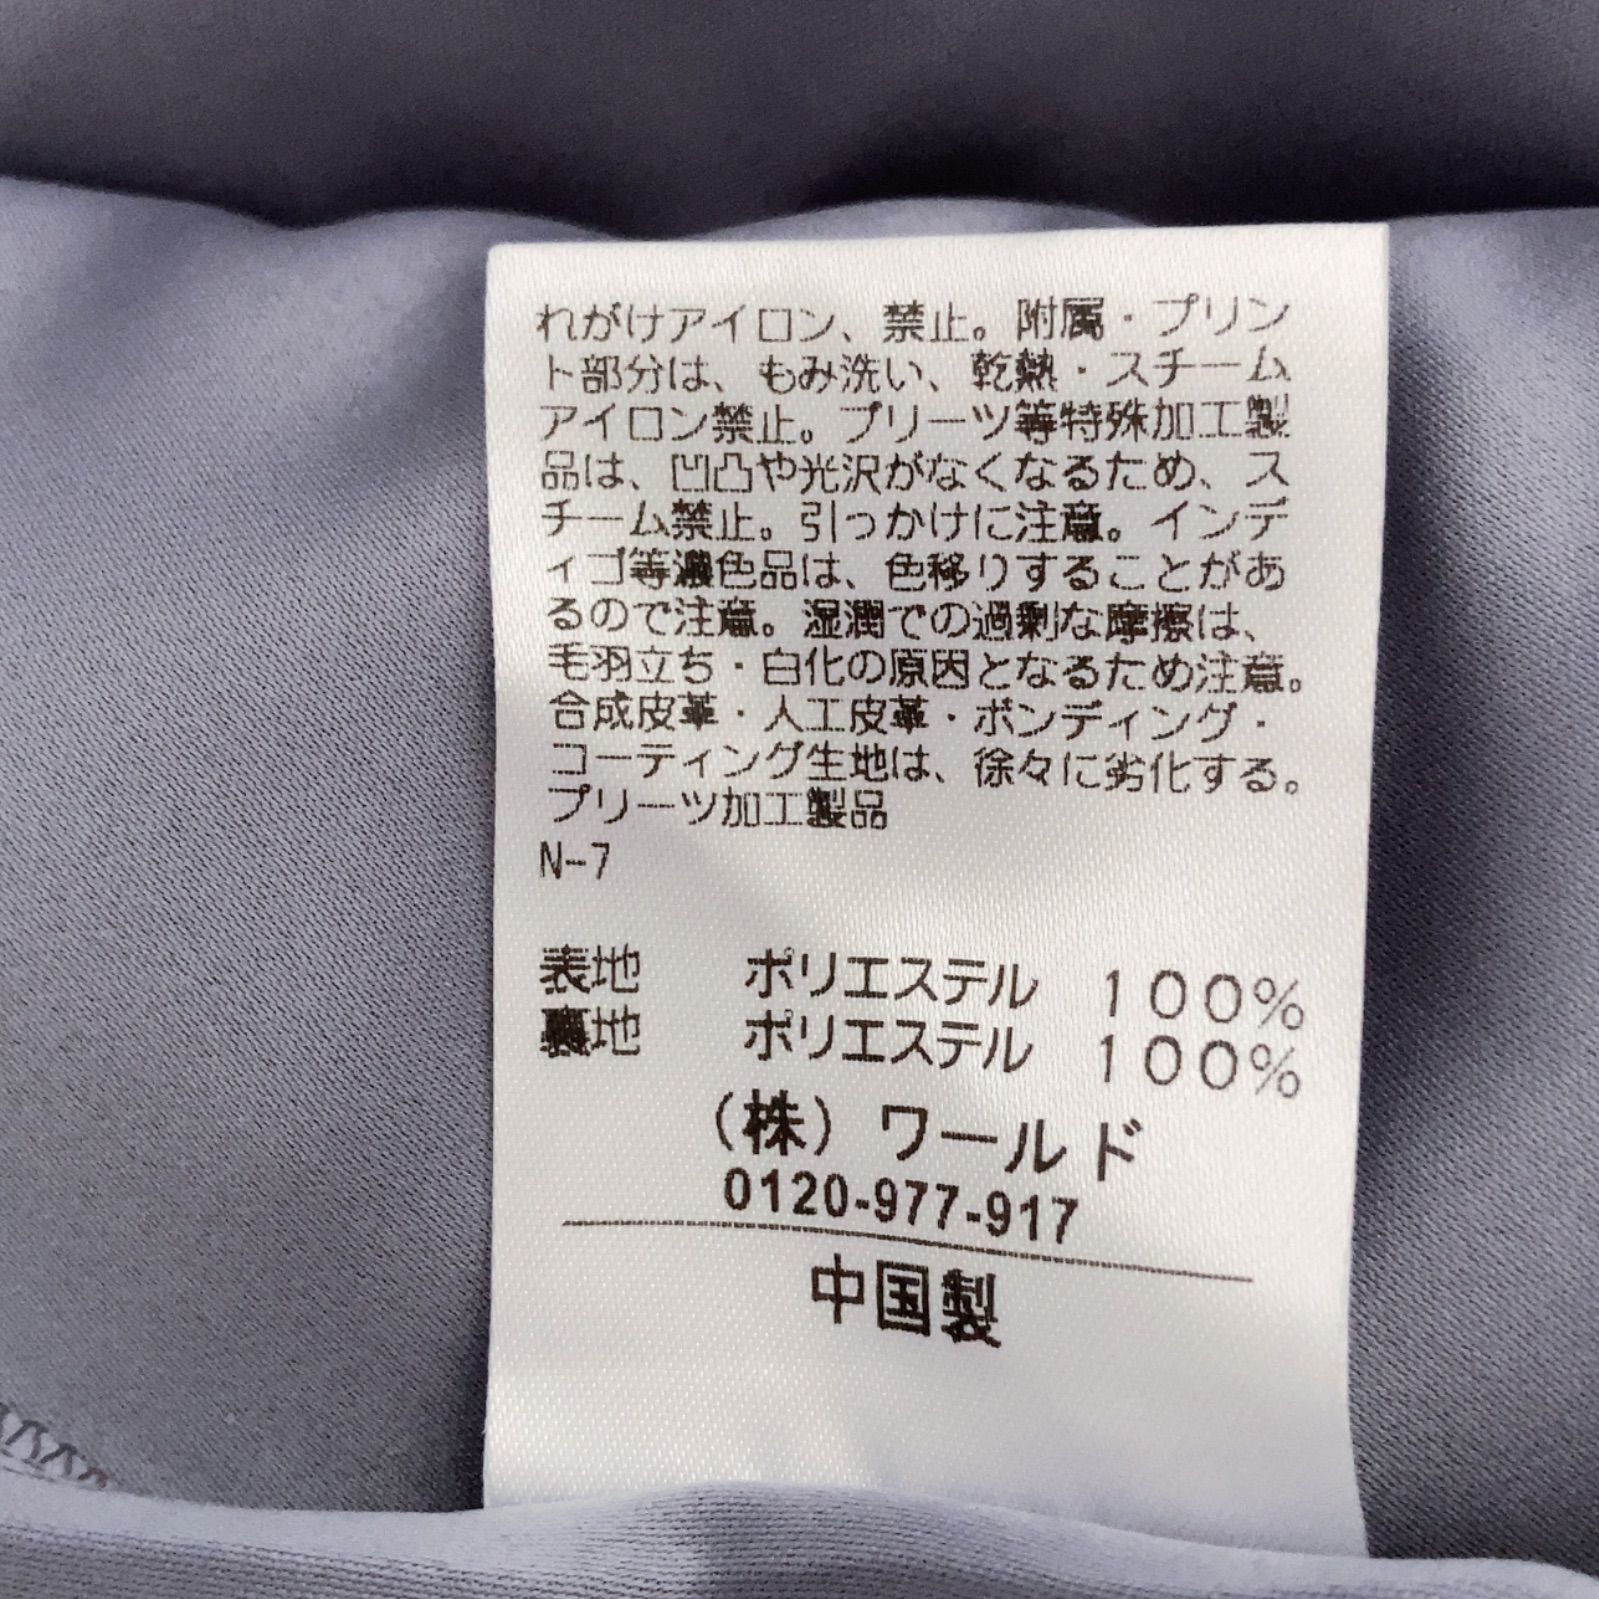 れがけアイロン、禁止。附属・プリン
ト部分は、もみ洗い、乾熱・スチーム
アイロン禁止。プリーツ等特殊加工製
品は、凹凸や光沢がなくなるため、ス
チーム禁止。引っかけに注意。インデ
ィゴ等濃色品は、色移りすることがあ
るので注意。湿潤での過剰な摩擦は、
毛羽立ち・白化の原因となるため注意。
合成皮革・人工皮革・ボンディング・
コーティング生地は、徐々に劣化する。
プリーツ加工製品
N-7
表地 ポリエステル 100%
裏地 ポリエステル 100%
(株) ワールド
0120-977-917
中国製